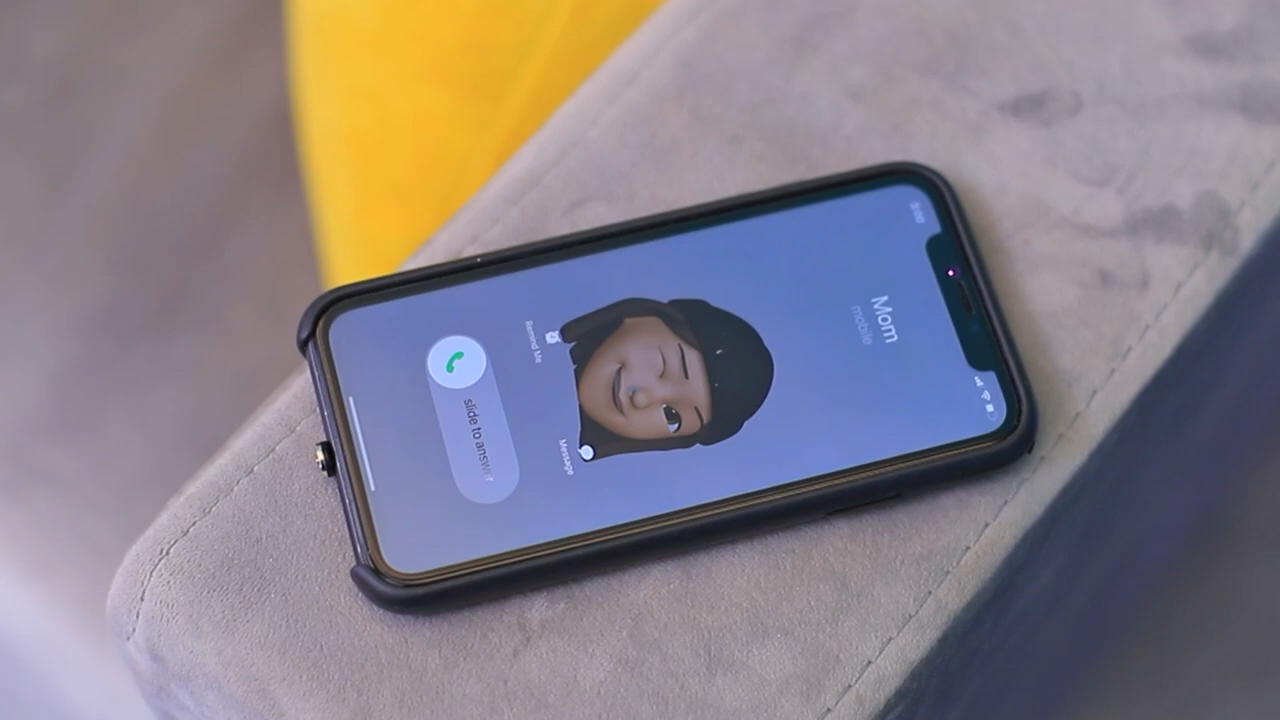 Mom
mobile
Remind Me
Message
slide to answer